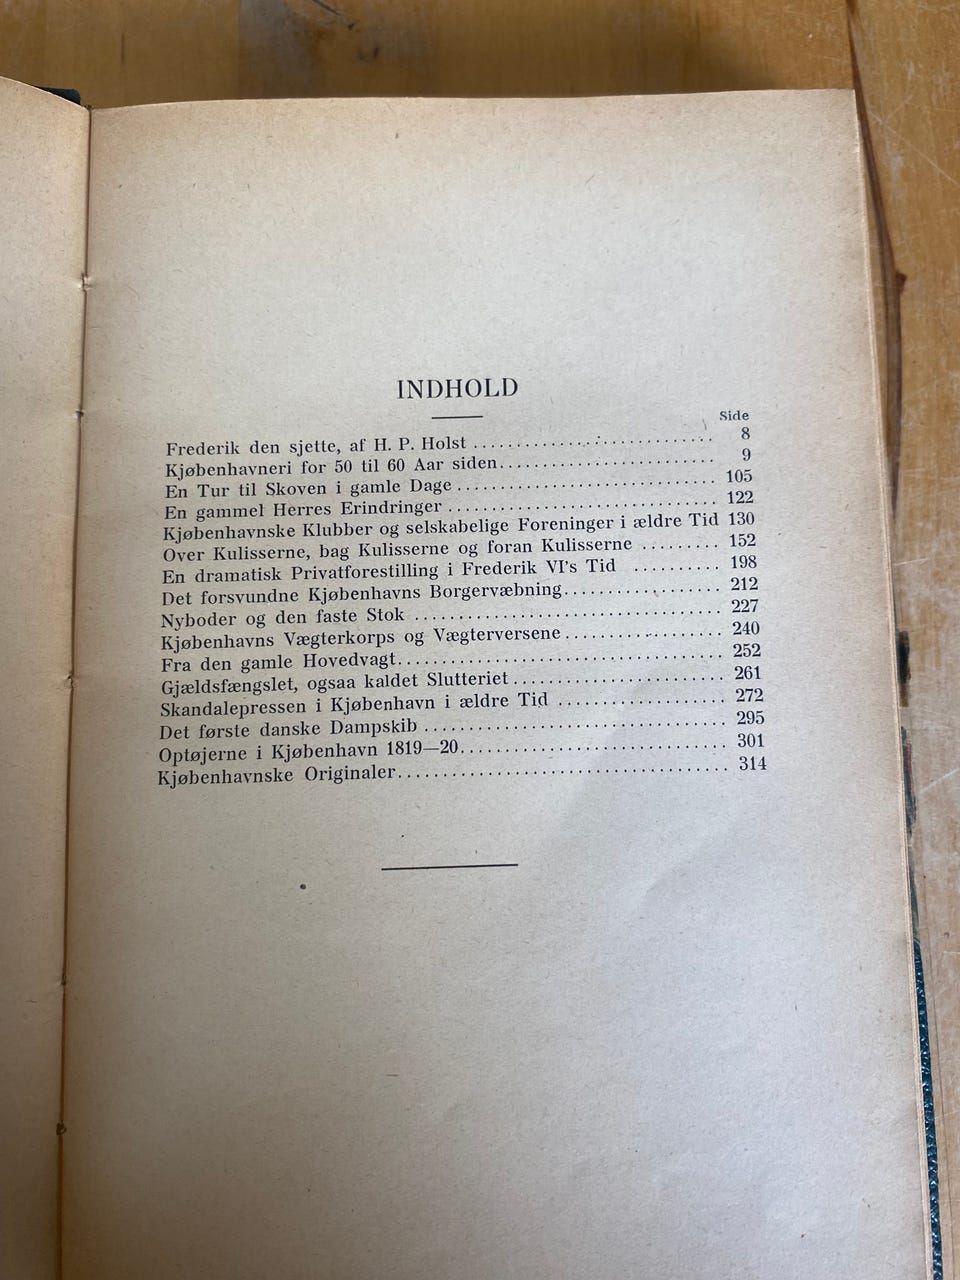 INDHOLD
Side
Frederik den sjette, af H. P. Holst ........................ 8
Kjøbenhavneri for 50 til 60 Aar siden........................ 9
En Tur til Skoven i gamle Dage ........................ 105
En gammel Herres Erindringer ........................ 122
Kjøbenhavnske Klubber og selskabelige Foreninger i ældre Tid 130
Over Kulisserne, bag Kulisserne og foran Kulisserne ......... 152
En dramatisk Privatforestilling i Frederik VI's Tid .......... 198
Det forsvundne Kjøbenhavns Borgervæbning.................. 212
Nyboder og den faste Stok ........................ 227
Kjøbenhavns Vægterkorps og Vægterversene.................. 240
Fra den gamle Hovedvagt........................ 252
Gjældsfængslet, ogsaa kaldet Slutteriet ........................ 261
Skandalepressen i Kjøbenhavn i ældre Tid .................. 272
Det første danske Dampskib ........................ 295
Optøjerne i Kjøbenhavn 1819—20........................ 301
Kjøbenhavnske Originaler........................ 314